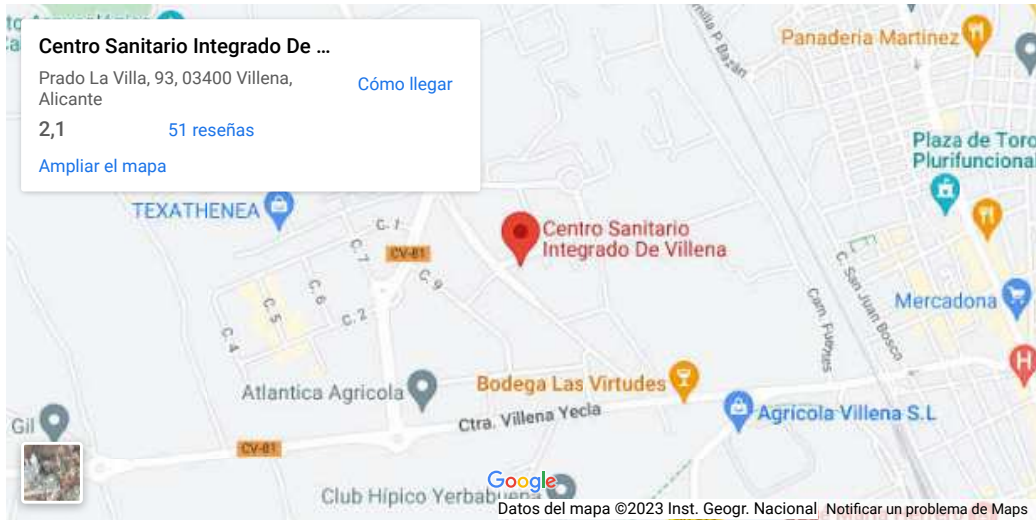 Centro Sanitario Integrado De ...
Prado La Villa, 93, 03400 Villena,
Alicante
Cómo llegar
2,1
51 reseñas
Ampliar el mapa
Panaderia Martinez
Plaza de Toro
Plurifunciona
TEXATHENEA
C. 1
C. 7
CV-81
C. 9
C. 6
C. 5
C. 2
C. 4
Centro Sanitario
Integrado De Villena
Cam. Fuentes
C. San Juan Bosco
Mercadona
H
Atlantica Agricola
Bodega Las Virtudes
Ctra. Villena Yecla
Agrícola Villena S.L
Gil
CV-81
Club Hípico Yerbabuena
Google
Datos del mapa ©2023 Inst. Geogr. Nacional
Notificar un problema de Maps